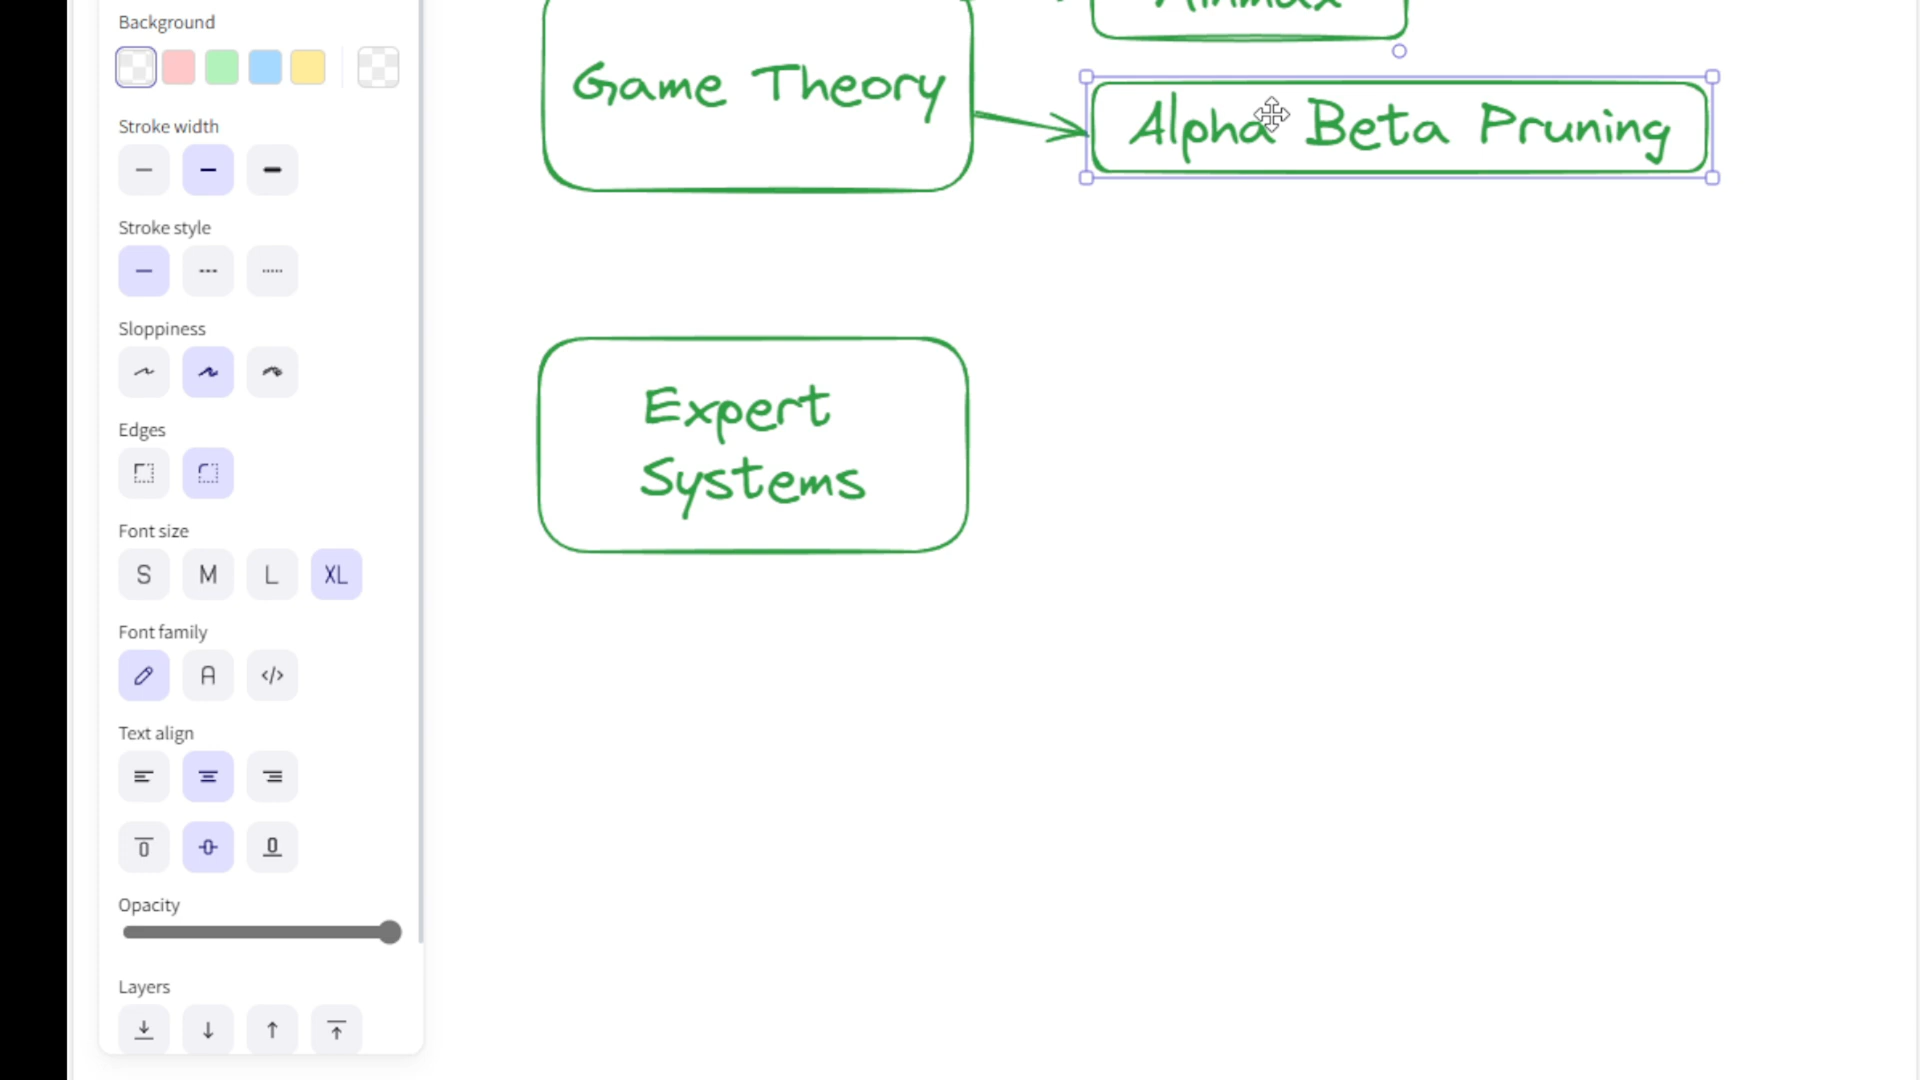 Background
Stroke width
Stroke style
Sloppiness
Edges
Font size
S M L XL
Font family
A </>
Text align
Opacity
Layers
Game Theory
Alpha Beta Pruning
Expert
Systems